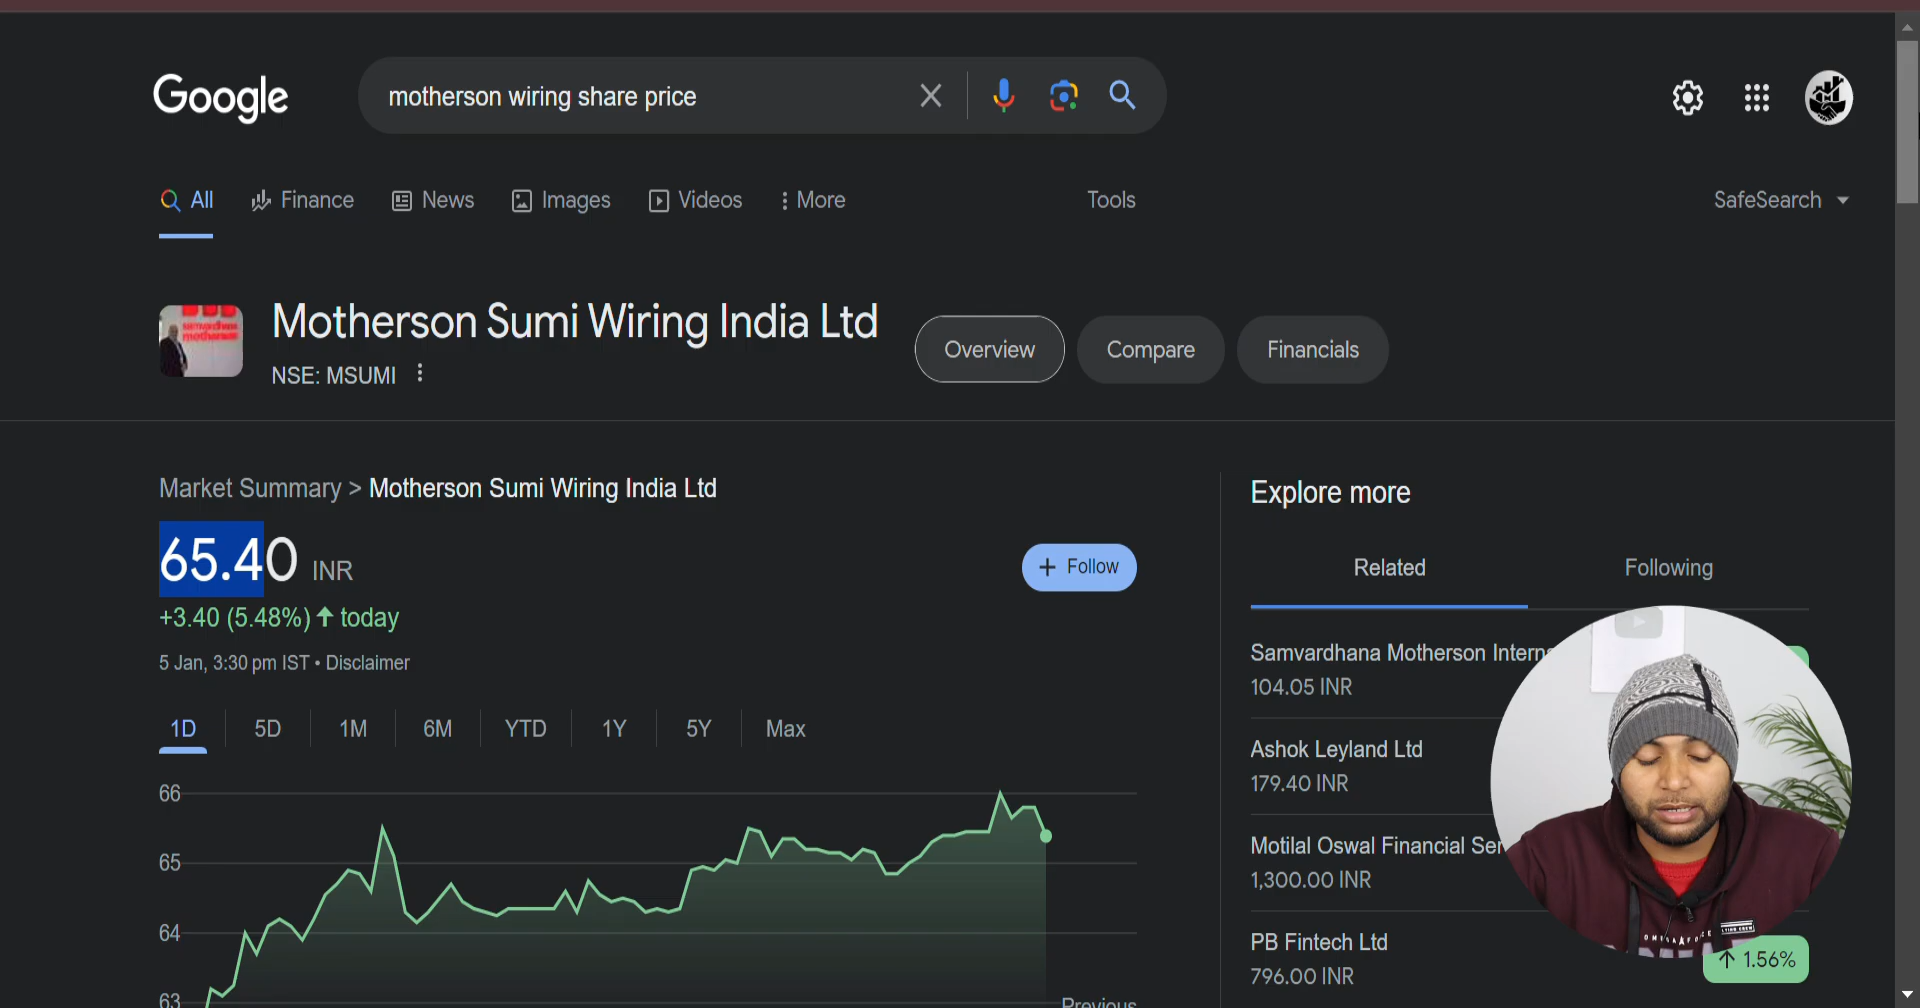 Google
motherson wiring share price
All
Finance
News
Images
Videos
More
Tools
SafeSearch
Motherson Sumi Wiring India Ltd
NSE: MSUMI
Overview
Compare
Financials
Market Summary > Motherson Sumi Wiring India Ltd
65.40 INR
+3.40 (5.48%) today
5 Jan, 3:30 pm IST • Disclaimer
+ Follow
1D
5D
1M
6M
YTD
1Y
5Y
Max
66
65
64
63
Previous
Explore more
Related
Following
Samvardhana Motherson Interna
104.05 INR
Ashok Leyland Ltd
179.40 INR
Motilal Oswal Financial Ser
1,300.00 INR
PB Fintech Ltd
796.00 INR
1.56%